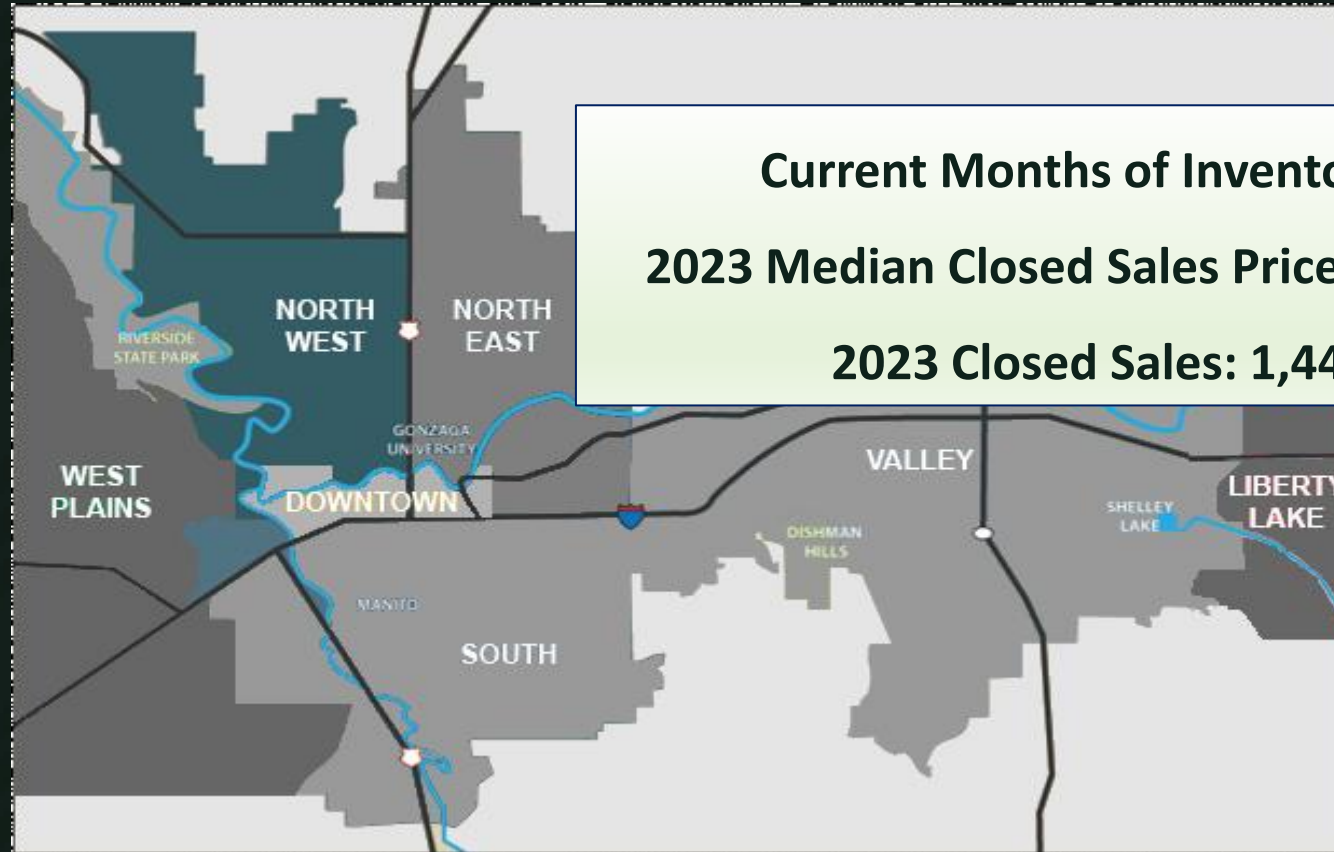 Current Months of Invento
2023 Median Closed Sales Price
2023 Closed Sales: 1,44
NORTH
WEST
NORTH
EAST
RIVERSIDE
STATE PARK
GONZAGA
UNIVERSITY
WEST
PLAINS
DOWNTOWN
VALLEY
SHELLEY
LAKE
LIBERTY
LAKE
DISHMAN
HILLS
MANITO
SOUTH